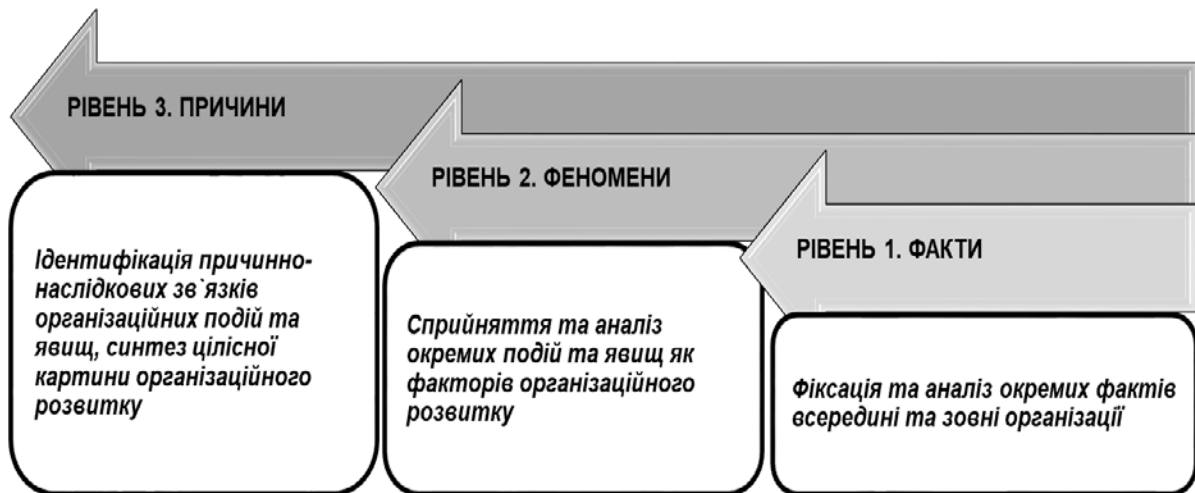 РІВЕНЬ 3. ПРИЧИНИ
Ідентифікація причинно-
наслідкових зв`язків
організаційних подій та
явищ, синтез цілісної
картини організаційного
розвитку
РІВЕНЬ 2. ФЕНОМЕНИ
Сприйняття та аналіз
окремих подій та явищ як
факторів організаційного
розвитку
РІВЕНЬ 1. ФАКТИ
Фіксація та аналіз окремих фактів
всередині та зовні організації